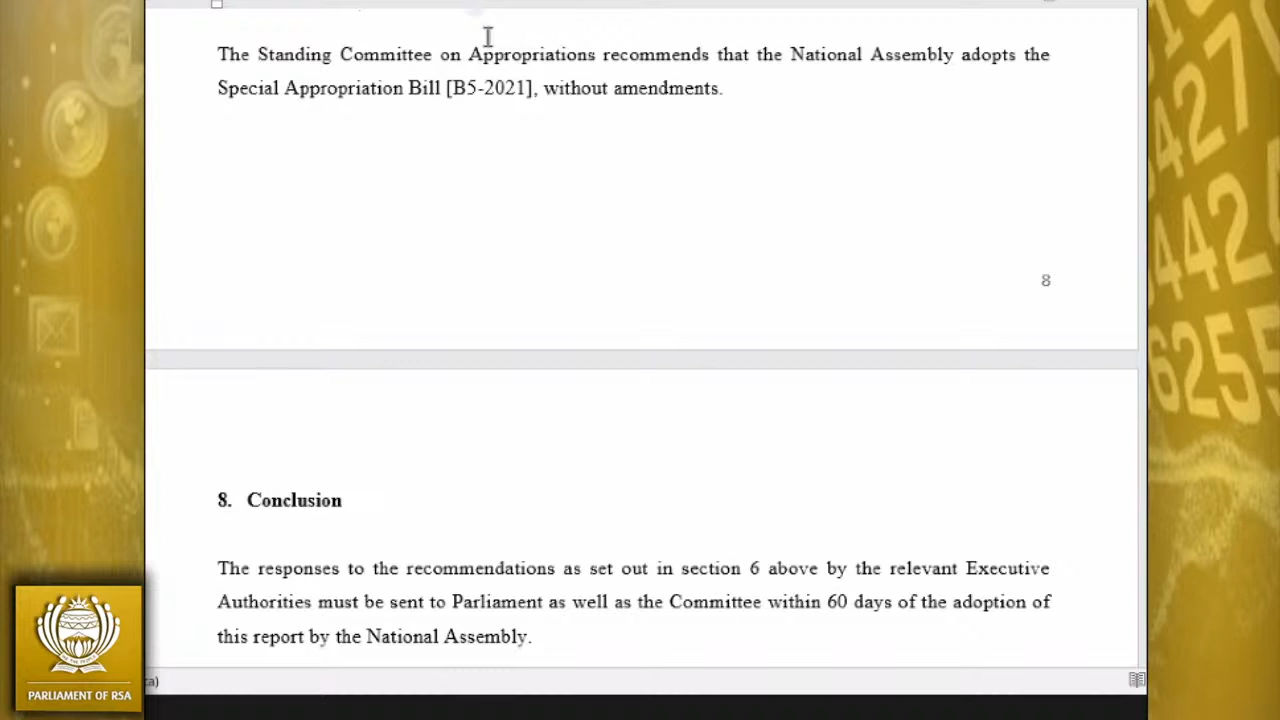 The Standing Committee on Appropriations recommends that the National Assembly adopts the
Special Appropriation Bill [B5-2021], without amendments.
8
8. Conclusion
The responses to the recommendations as set out in section 6 above by the relevant Executive
Authorities must be sent to Parliament as well as the Committee within 60 days of the adoption of
this report by the National Assembly.
PARLIAMENT OF RSA